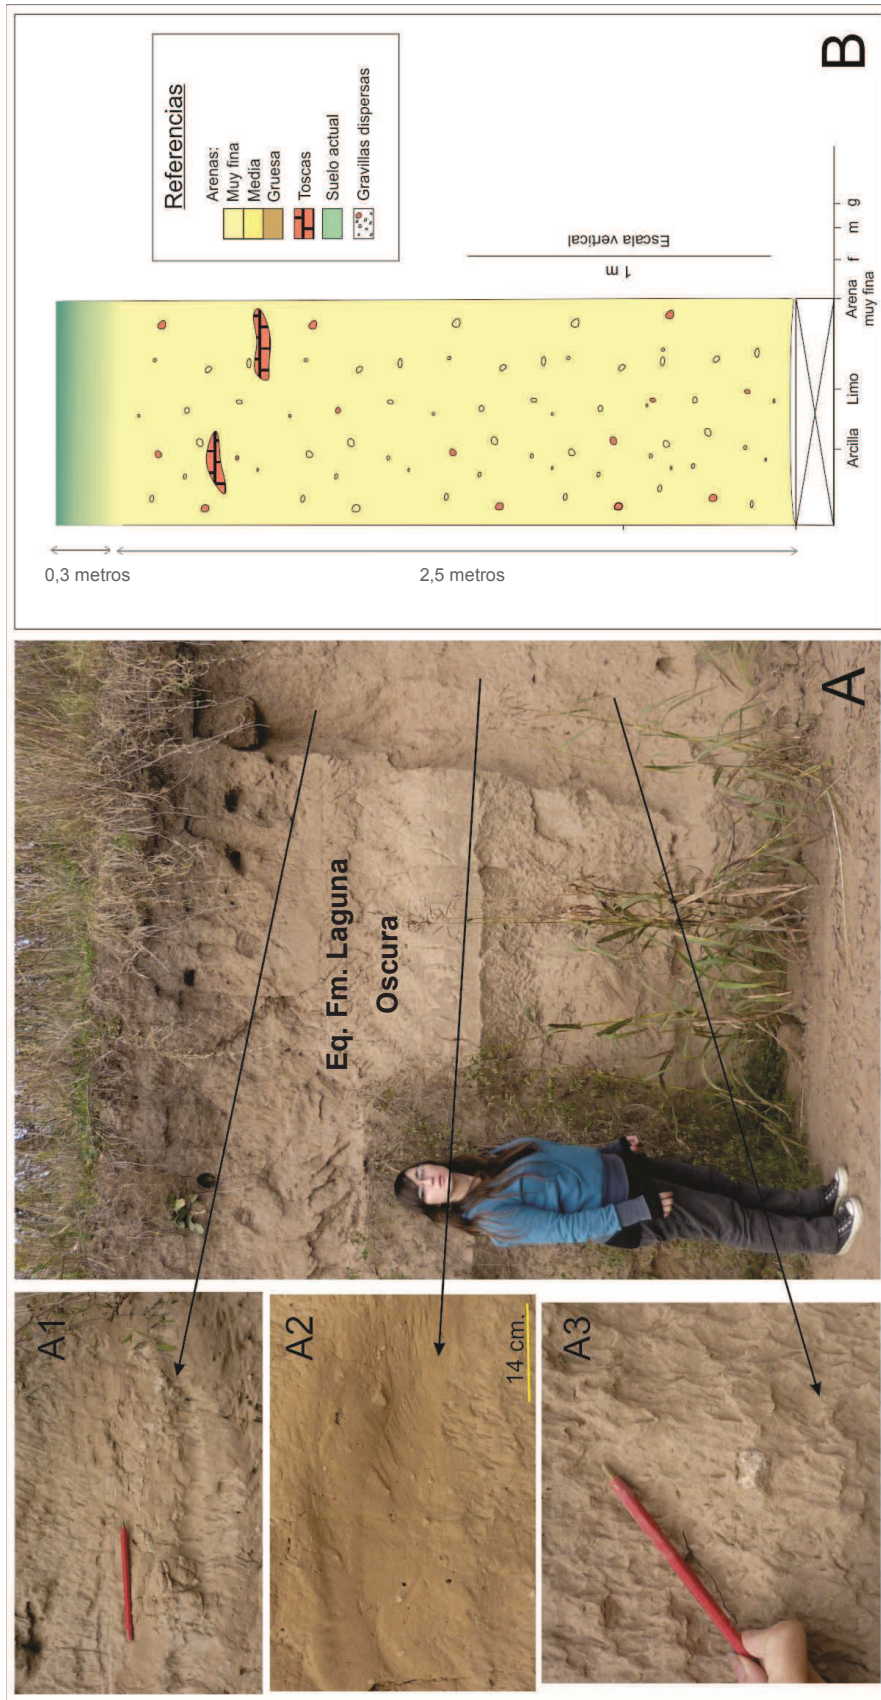 A1
A2
14 cm.
A3
Eq. Fm. Laguna
Oscura
A
0,3 metros
2,5 metros
Arcilla
Limo
Arena
muy fina
f
m
g
1 m
Escala vertical
Referencias
Arenas:
Muy fina
Media
Gruesa
Toscas
Suelo actual
Gravillas dispersas
B